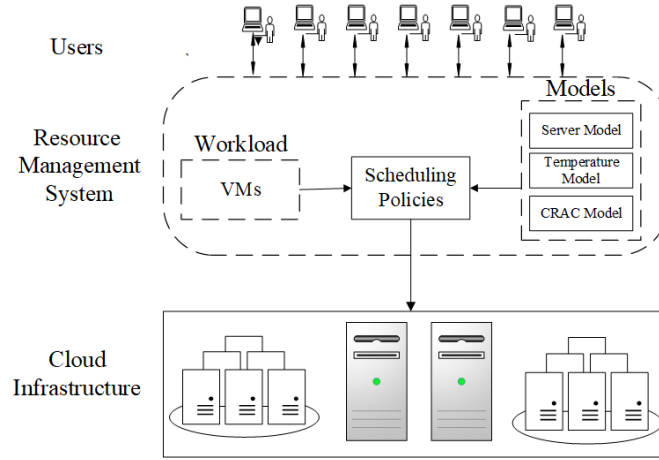 Users
Models
Resource
Management
System
Workload
VMs
Scheduling
Policies
Server Model
Temperature
Model
CRAC Model
Cloud
Infrastructure